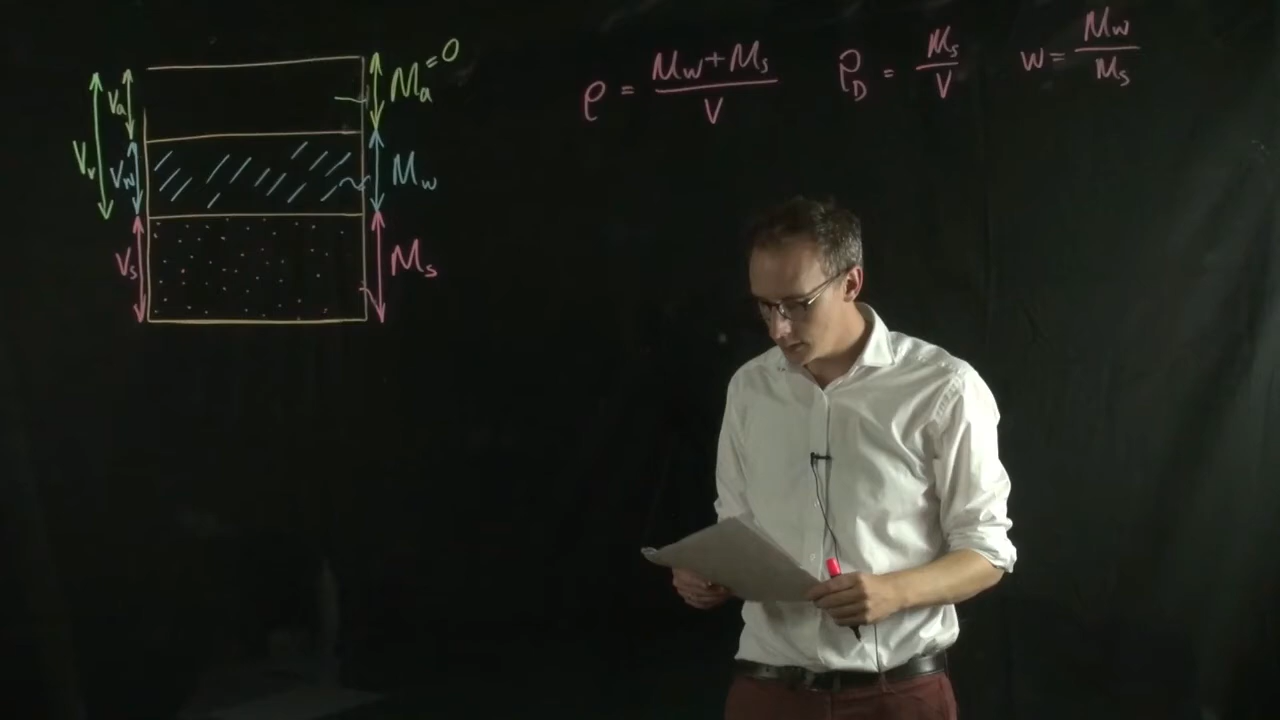 Va
Vv
Vw
Vs
Ma = 0
Mw
Ms
ρ = Mw + Ms / V
ρD = Ms / V
w = Mw / Ms